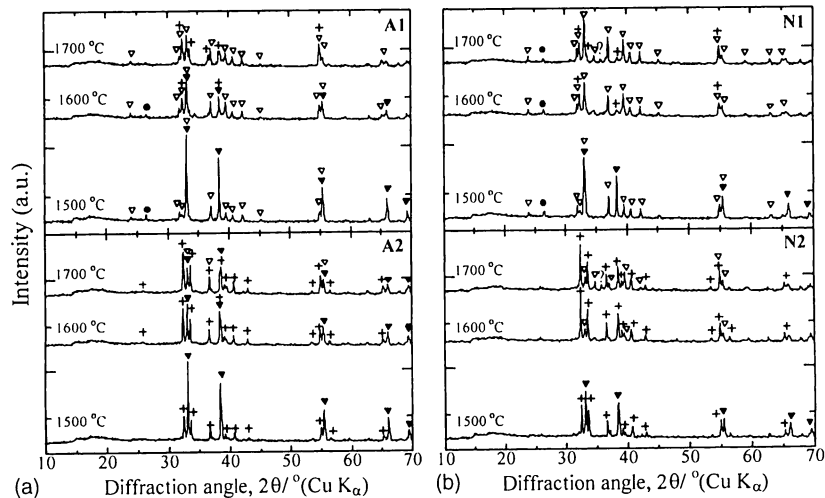 A1
1700 °C
1600 °C
1500 °C
A2
1700 °C
1600 °C
1500 °C
Intensity (a.u.)
10 20 30 40 50 60 70
(a) Diffraction angle, 2θ/ °(Cu Kα)
N1
1700 °C
?
1600 °C
1500 °C
N2
1700 °C
?
1600 °C
1500 °C
10 20 30 40 50 60 70
(b) Diffraction angle, 2θ/ °(Cu Kα)